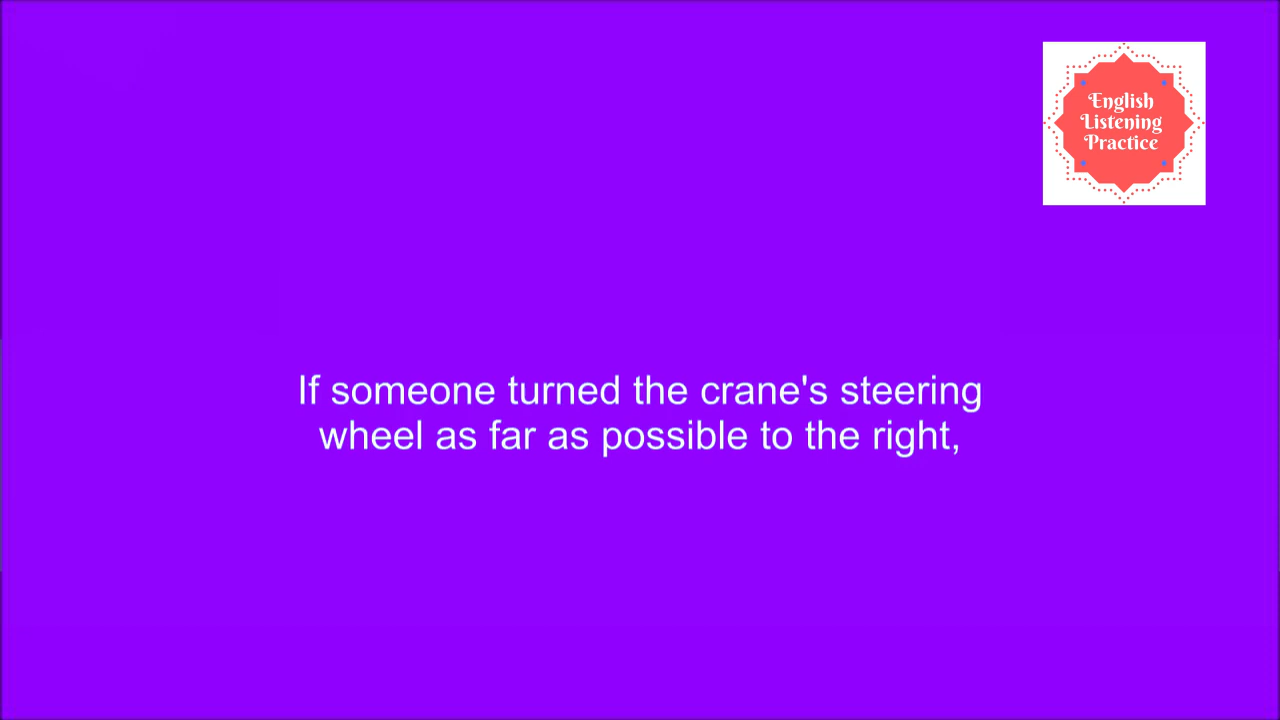 English
Listening
Practice
If someone turned the crane's steering
wheel as far as possible to the right,